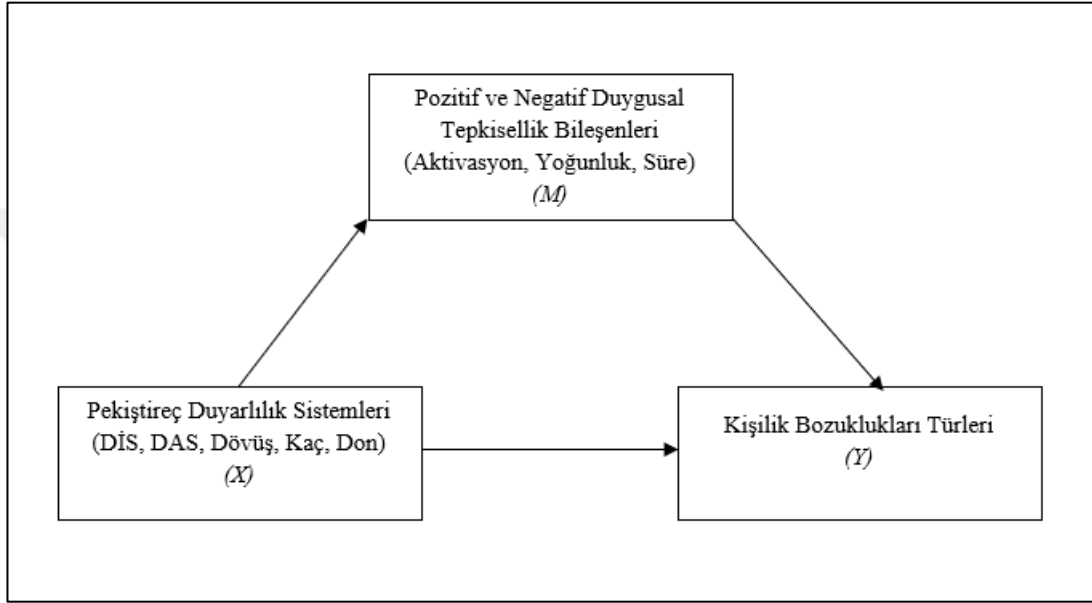 Pozitif ve Negatif Duygusal
Tepkisellik Bileşenleri
(Aktivasyon, Yoğunluk, Süre)
(M)
Pekiştireç Duyarlılık Sistemleri
(DİS, DAS, Dövüş, Kaç, Don)
(X)
Kişilik Bozuklukları Türleri
(Y)